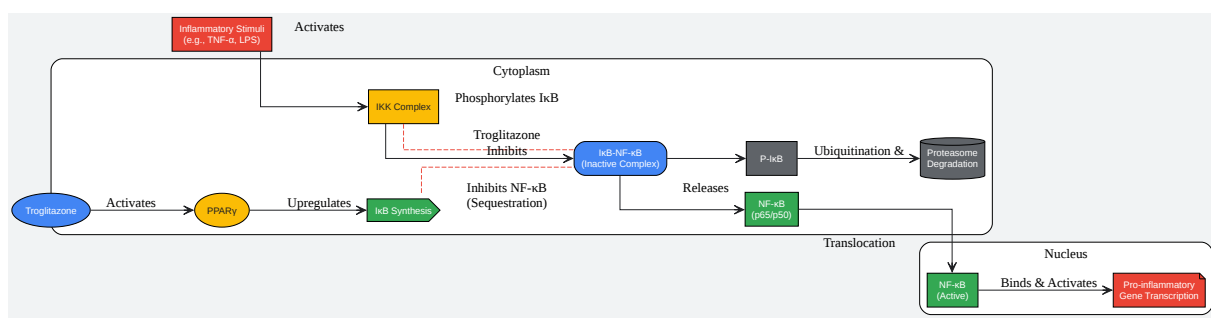 Inflammatory Stimuli
(e.g., TNF-α, LPS)
Activates
Cytoplasm
IKK Complex
Phosphorylates IκB
Troglitazone
Inhibits
IκB-NF-κB
(Inactive Complex)
P-IκB
Ubiquitination &
Proteasome
Degradation
Troglitazone
Activates
PPARγ
Upregulates
IκB Synthesis
Inhibits NF-κB
(Sequestration)
Releases
NF-κB
(p65/p50)
Translocation
Nucleus
NF-κB
(Active)
Binds & Activates
Pro-inflammatory
Gene Transcription